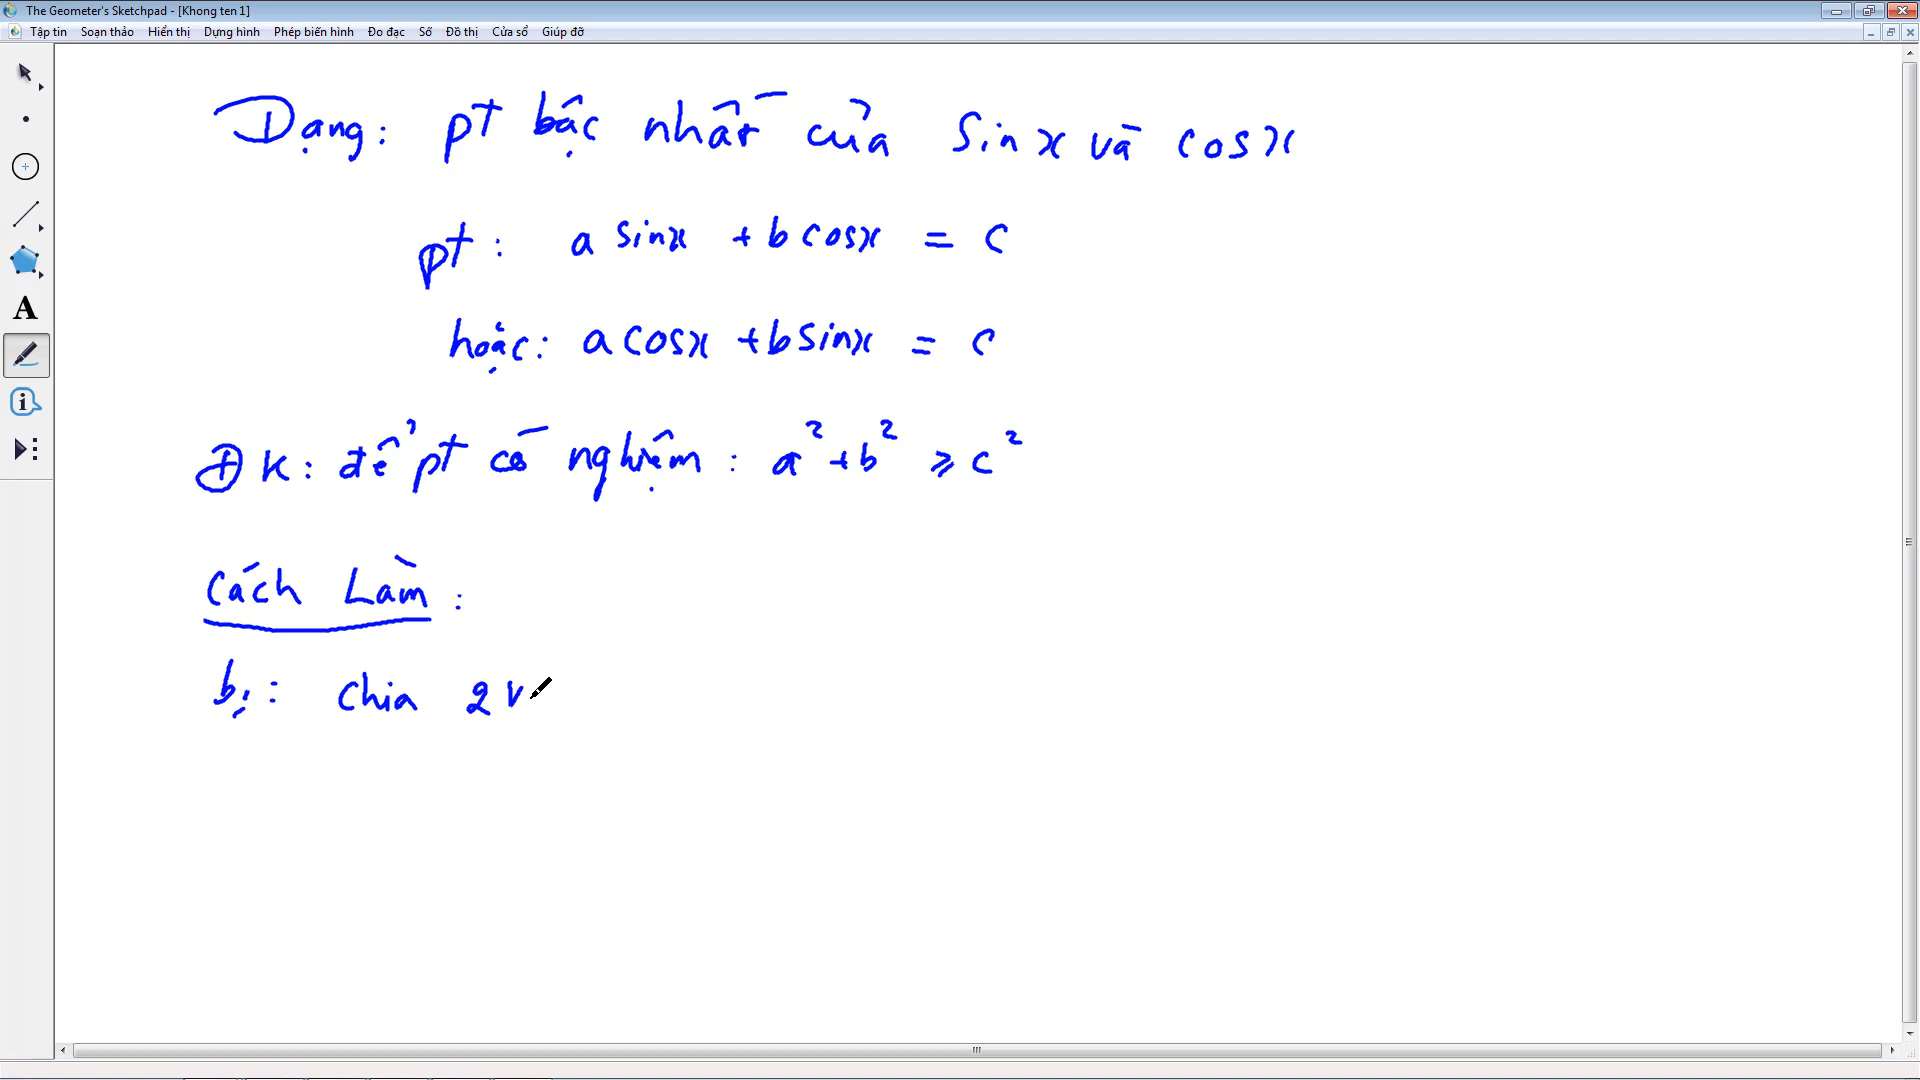 The Geometer's Sketchpad - [Khong ten 1]
Tập tin Soạn thảo Hiển thị Dựng hình Phép biến hình Đo đạc Số Đồ thị Cửa sổ Giúp đỡ
Dạng: pt bậc nhất của sinx và cosx
pt: a sinx + b cosx = c
hoặc: a cosx + b sinx = c
ĐK: để pt có nghiệm: a² + b² ⩾ c²
Cách Làm:
b₁: Chia 2 v
A